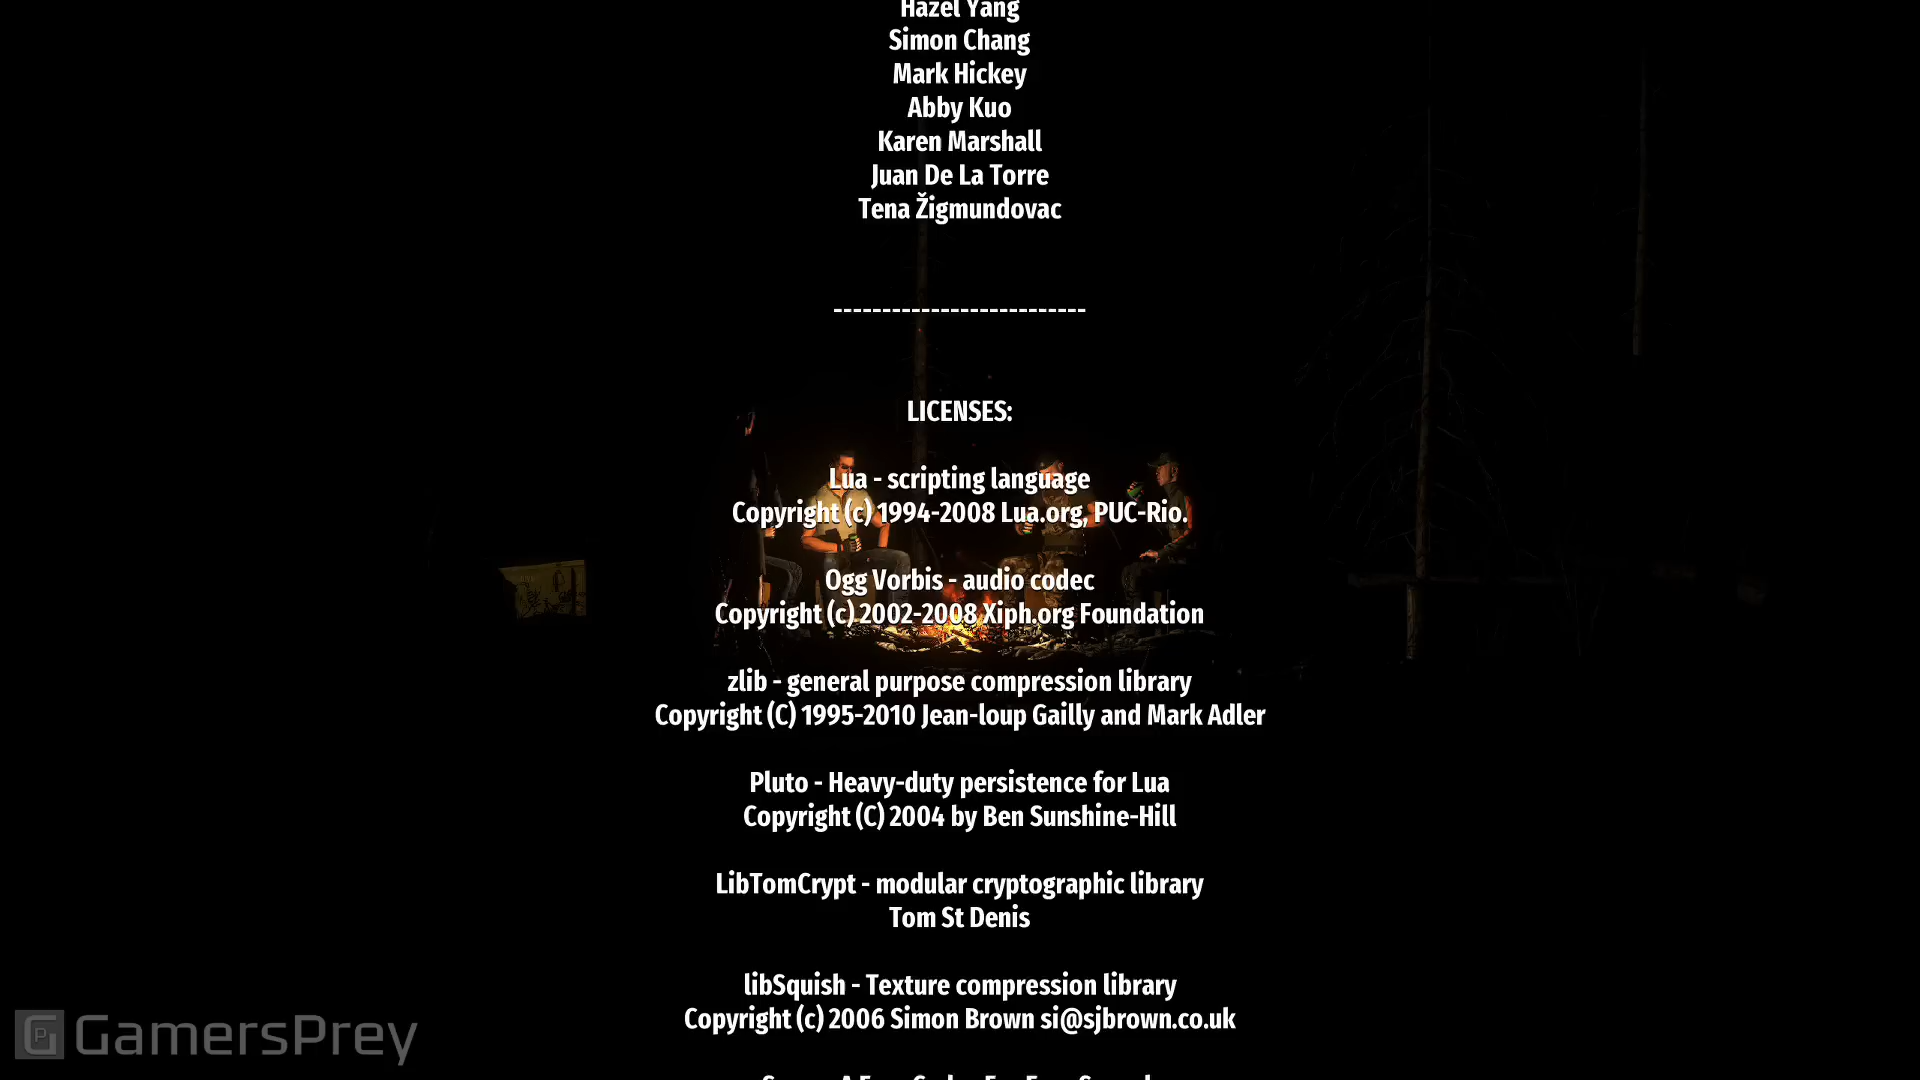 Hazel Yang
Simon Chang
Mark Hickey
Abby Kuo
Karen Marshall
Juan De La Torre
Tena Žigmundovac
--------------------------
LICENSES:
Lua - scripting language
Copyright (c) 1994-2008 Lua.org, PUC-Rio.
Ogg Vorbis - audio codec
Copyright (c) 2002-2008 Xiph.org Foundation
zlib - general purpose compression library
Copyright (C) 1995-2010 Jean-loup Gailly and Mark Adler
Pluto - Heavy-duty persistence for Lua
Copyright (C) 2004 by Ben Sunshine-Hill
LibTomCrypt - modular cryptographic library
Tom St Denis
libSquish - Texture compression library
Copyright (c) 2006 Simon Brown si@sjbrown.co.uk
GamersPrey